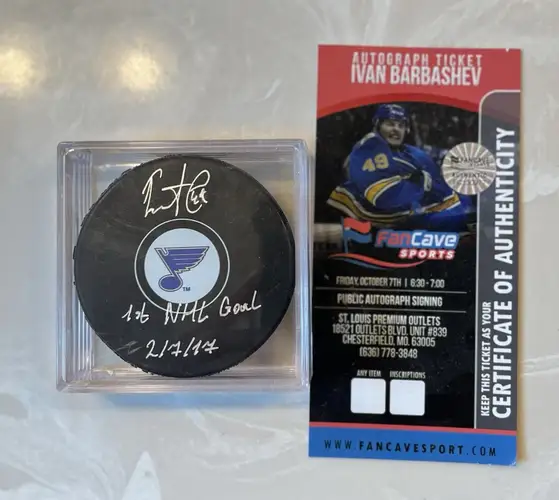 1st NHL Goal
2/7/17
TM
AUTOGRAPH TICKET
IVAN BARBASHEV
49
FanCave
SPORTS
FRIDAY, OCTOBER 7TH | 6:30 - 7:00
PUBLIC AUTOGRAPH SIGNING
ST. LOUIS PREMIUM OUTLETS
18521 OUTLETS BLVD. UNIT #839
CHESTERFIELD, MO. 63005
(636) 778-3848
ANY ITEM INSCRIPTIONS
KEEP THIS TICKET AS YOUR
CERTIFICATE OF AUTHENTICITY
WWW.FANCAVESPORT.COM